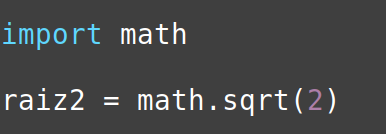 import math
raiz2 = math.sqrt(2)